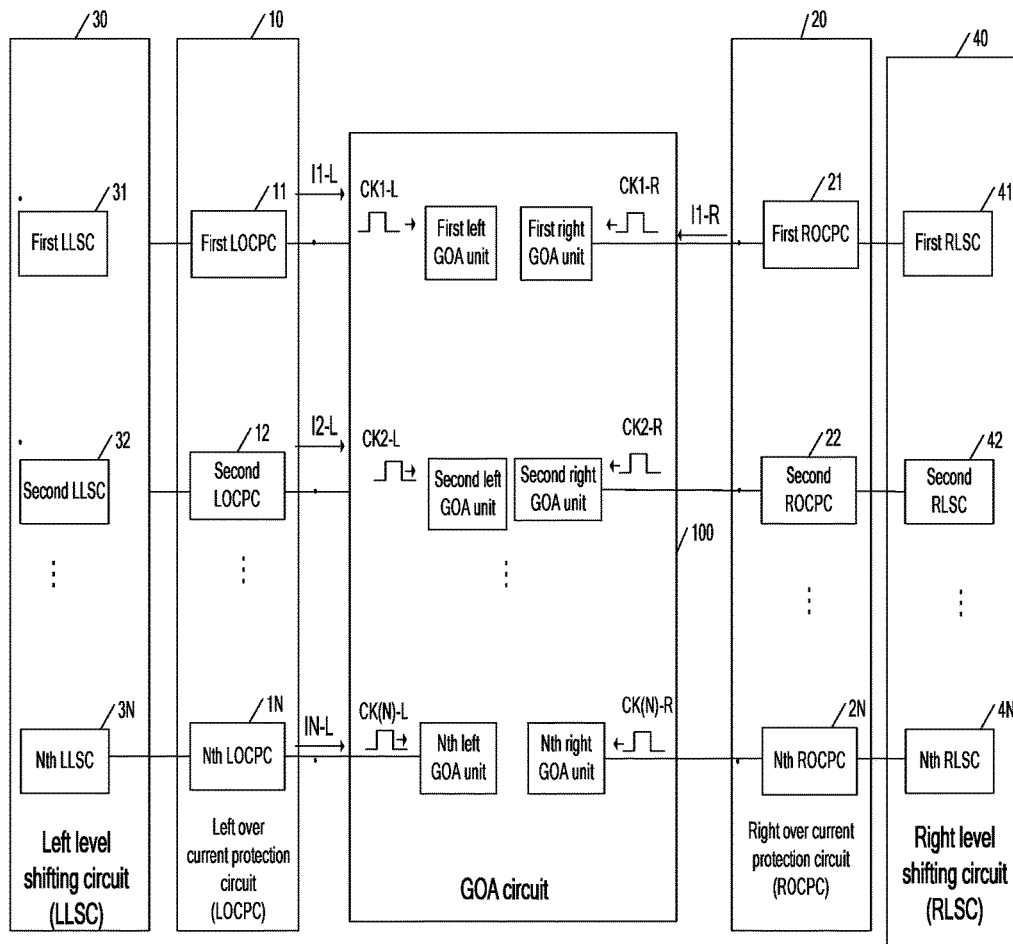 30
10
20
40
I1-L
CK1-L
CK1-R
I1-R
31
11
21
41
First LLSC
First LOCPC
First left
GOA unit
First right
GOA unit
First ROCPC
First RLSC
I2-L
CK2-L
CK2-R
32
12
22
42
Second LLSC
Second
LOCPC
Second left
GOA unit
Second right
GOA unit
Second
ROCPC
Second
RLSC
100
IN-L
CK(N)-L
CK(N)-R
3N
1N
2N
4N
Nth LLSC
Nth LOCPC
Nth left
GOA unit
Nth right
GOA unit
Nth ROCPC
Nth RLSC
Left level
shifting circuit
(LLSC)
Left over
current protection
circuit
(LOCPC)
GOA circuit
Right over current
protection circuit
(ROCPC)
Right level
shifting circuit
(RLSC)